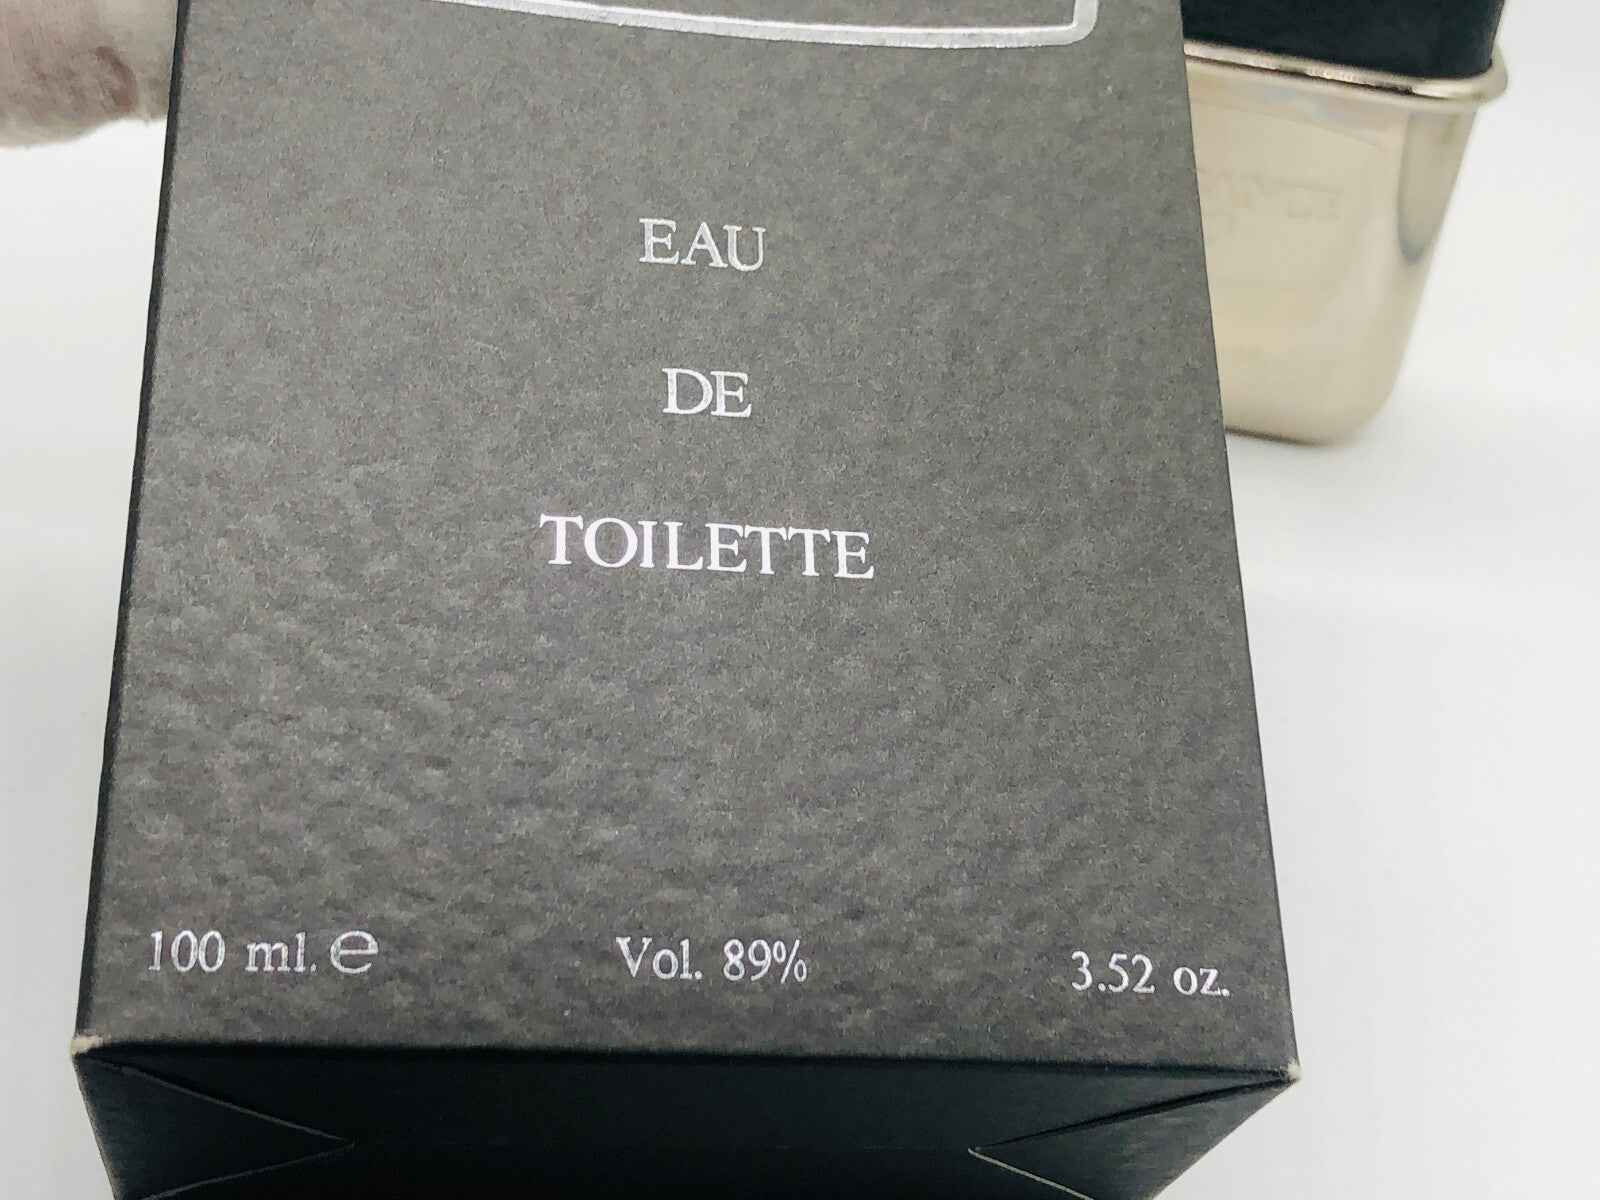 EAU
DE
TOILETTE
100 ml. ℮ Vol. 89% 3.52 oz.